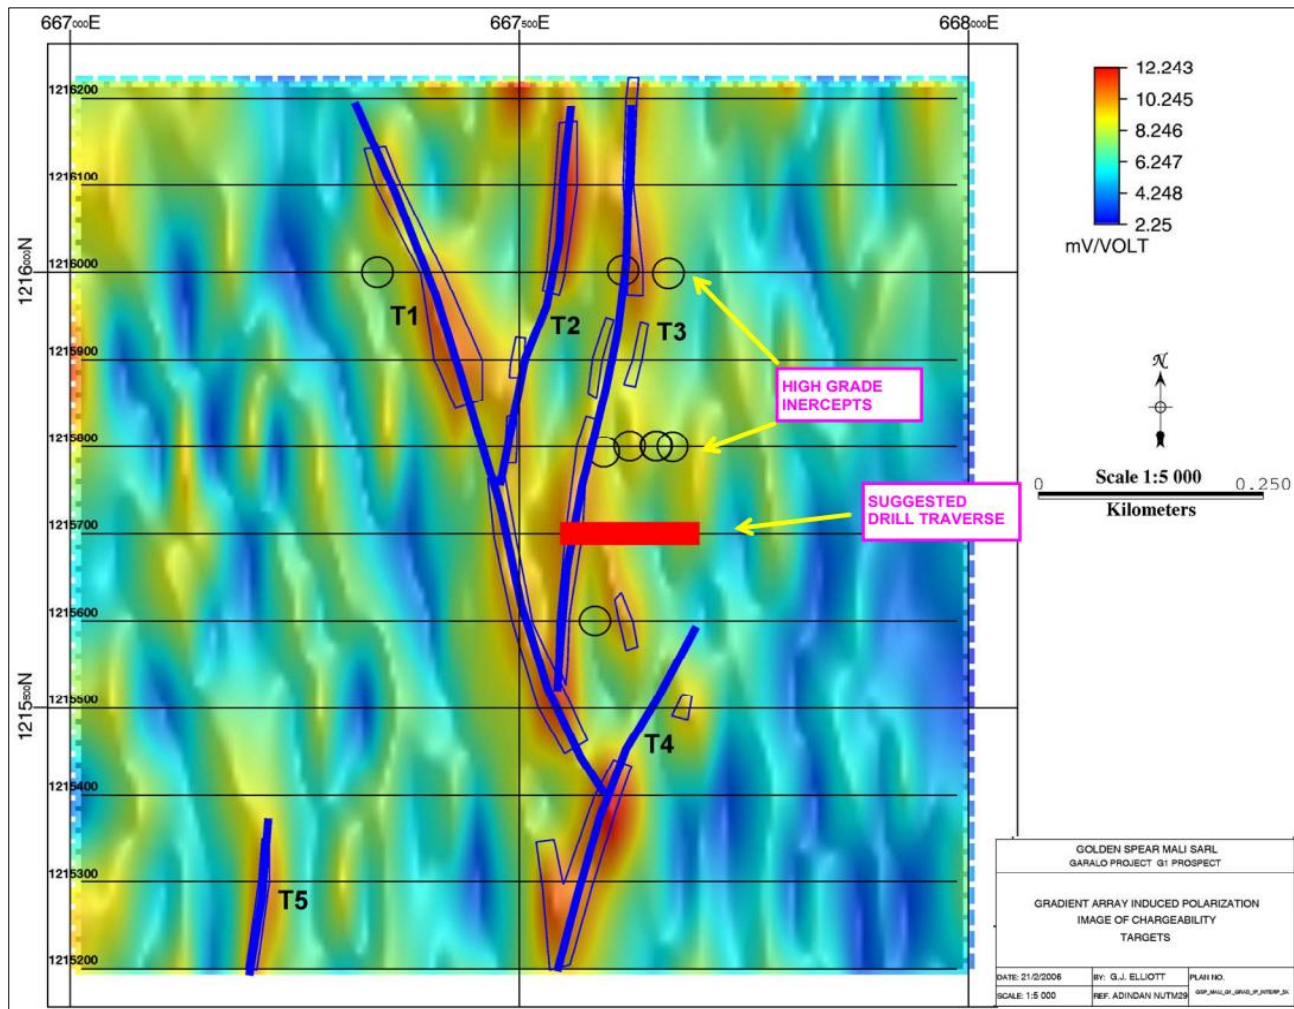 667000E 667500E 668000E
1216200
1216100
1216000
1216000N
T1
T2
T3
1215900
1215800
1215700
1215600
1215500
1215500N
T4
1215400
1215300
T5
1215200
HIGH GRADE
INERCEPTS
SUGGESTED
DRILL TRAVERSE
12.243
10.245
8.246
6.247
4.248
2.25
mV/VOLT
N
Scale 1:5 000
0 0.250
Kilometers
GOLDEN SPEAR MALI SARL
GARALO PROJECT G1 PROSPECT
GRADIENT ARRAY INDUCED POLARIZATION
IMAGE OF CHARGEABILITY
TARGETS
DATE: 21/2/2006 BY: G.J. ELLIOTT PLAN NO.
SCALE: 1:5 000 REF. ADINDAN NUTM29